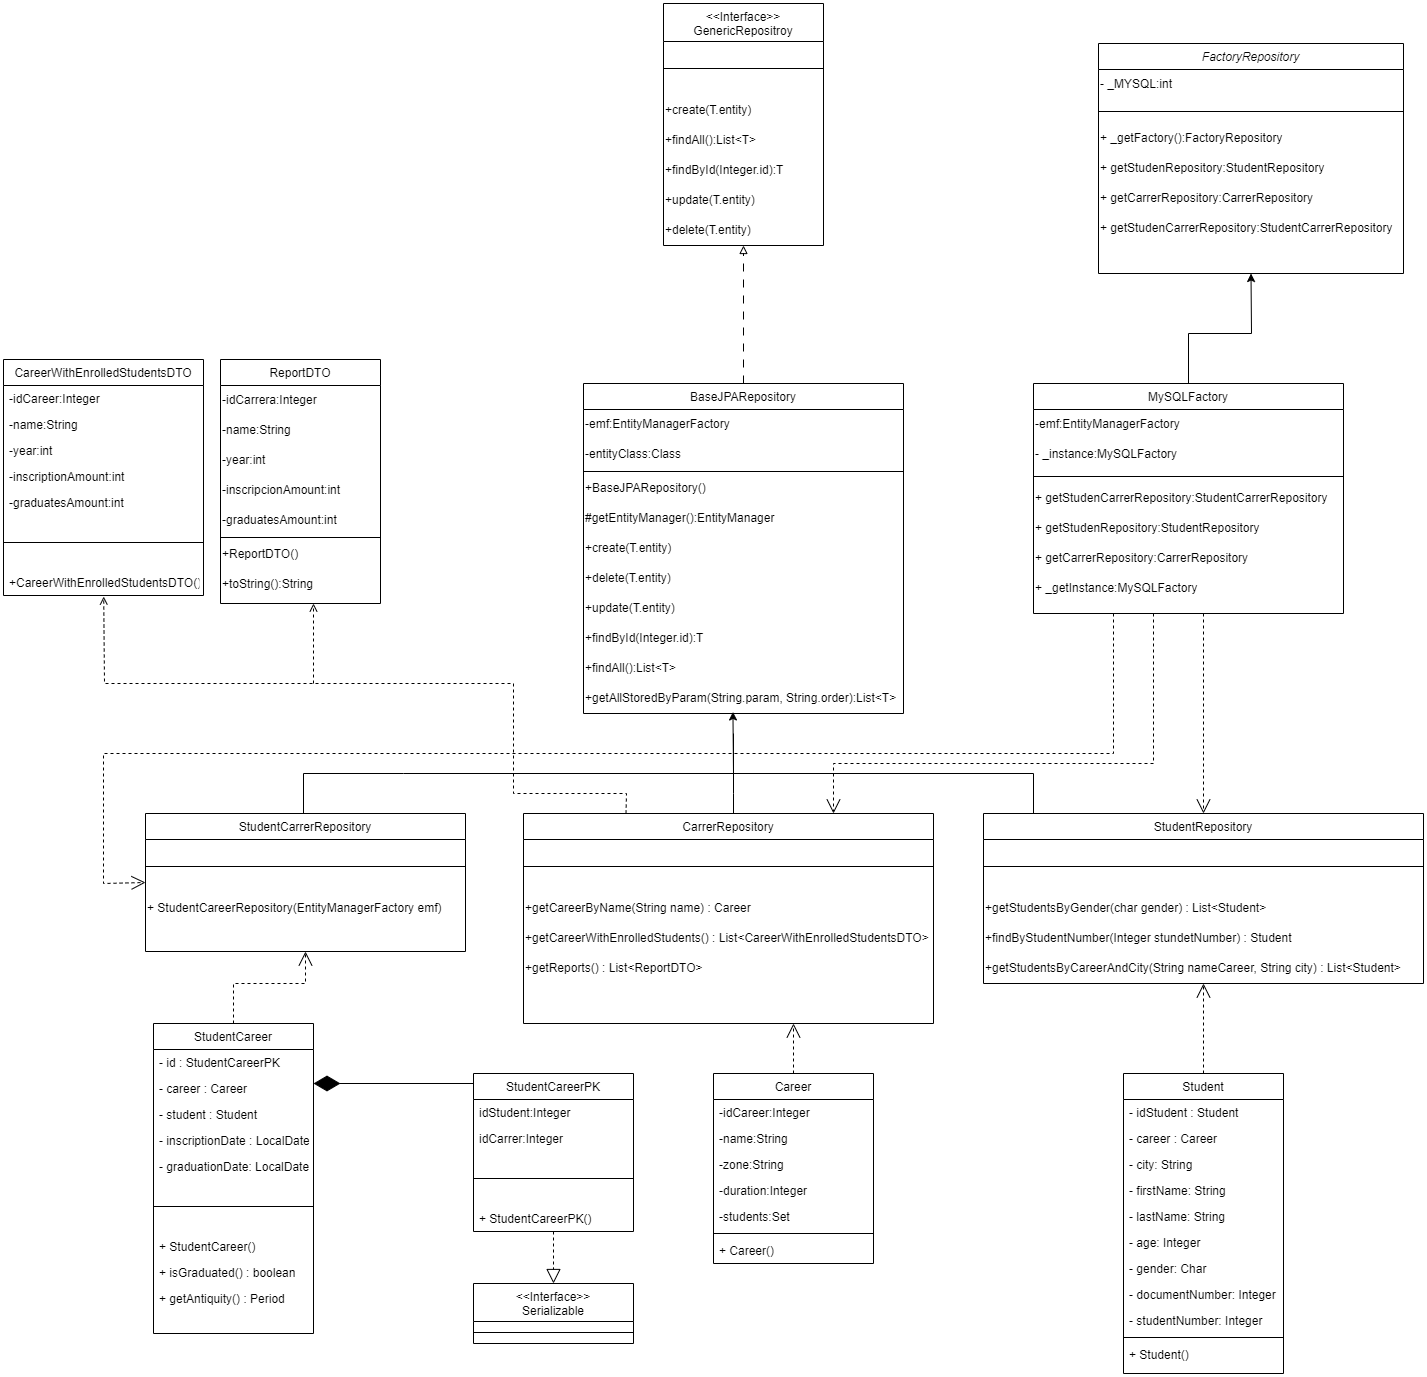 <<Interface>>
GenericRepositroy
+create(T.entity)
+findAll():List<T>
+findById(Integer.id):T
+update(T.entity)
+delete(T.entity)
FactoryRepository
- _MYSQL:int
+ _getFactory():FactoryRepository
+ getStudenRepository:StudentRepository
+ getCarrerRepository:CarrerRepository
+ getStudenCarrerRepository:StudentCarrerRepository
CareerWithEnrolledStudentsDTO
-idCareer:Integer
-name:String
-year:int
-inscriptionAmount:int
-graduatesAmount:int
+CareerWithEnrolledStudentsDTO()
ReportDTO
-idCarrera:Integer
-name:String
-year:int
-inscripcionAmount:int
-graduatesAmount:int
+ReportDTO()
+toString():String
BaseJPARepository
-emf:EntityManagerFactory
-entityClass:Class
+BaseJPARepository()
#getEntityManager():EntityManager
+create(T.entity)
+delete(T.entity)
+update(T.entity)
+findById(Integer.id):T
+findAll():List<T>
+getAllStoredByParam(String.param, String.order):List<T>
MySQLFactory
-emf:EntityManagerFactory
- _instance:MySQLFactory
+ getStudenCarrerRepository:StudentCarrerRepository
+ getStudenRepository:StudentRepository
+ getCarrerRepository:CarrerRepository
+ _getInstance:MySQLFactory
StudentCarrerRepository
+ StudentCareerRepository(EntityManagerFactory emf)
CarrerRepository
+getCareerByName(String name) : Career
+getCareerWithEnrolledStudents() : List<CareerWithEnrolledStudentsDTO>
+getReports() : List<ReportDTO>
StudentRepository
+getStudentsByGender(char gender) : List<Student>
+findByStudentNumber(Integer stundetNumber) : Student
+getStudentsByCareerAndCity(String nameCareer, String city) : List<Student>
StudentCareer
- id : StudentCareerPK
- career : Career
- student : Student
- inscriptionDate : LocalDate
- graduationDate: LocalDate
+ StudentCareer()
+ isGraduated() : boolean
+ getAntiquity() : Period
StudentCareerPK
idStudent:Integer
idCarrer:Integer
+ StudentCareerPK()
<<Interface>>
Serializable
Career
-idCareer:Integer
-name:String
-zone:String
-duration:Integer
-students:Set
+ Career()
Student
- idStudent : Student
- career : Career
- city: String
- firstName: String
- lastName: String
- age: Integer
- gender: Char
- documentNumber: Integer
- studentNumber: Integer
+ Student()